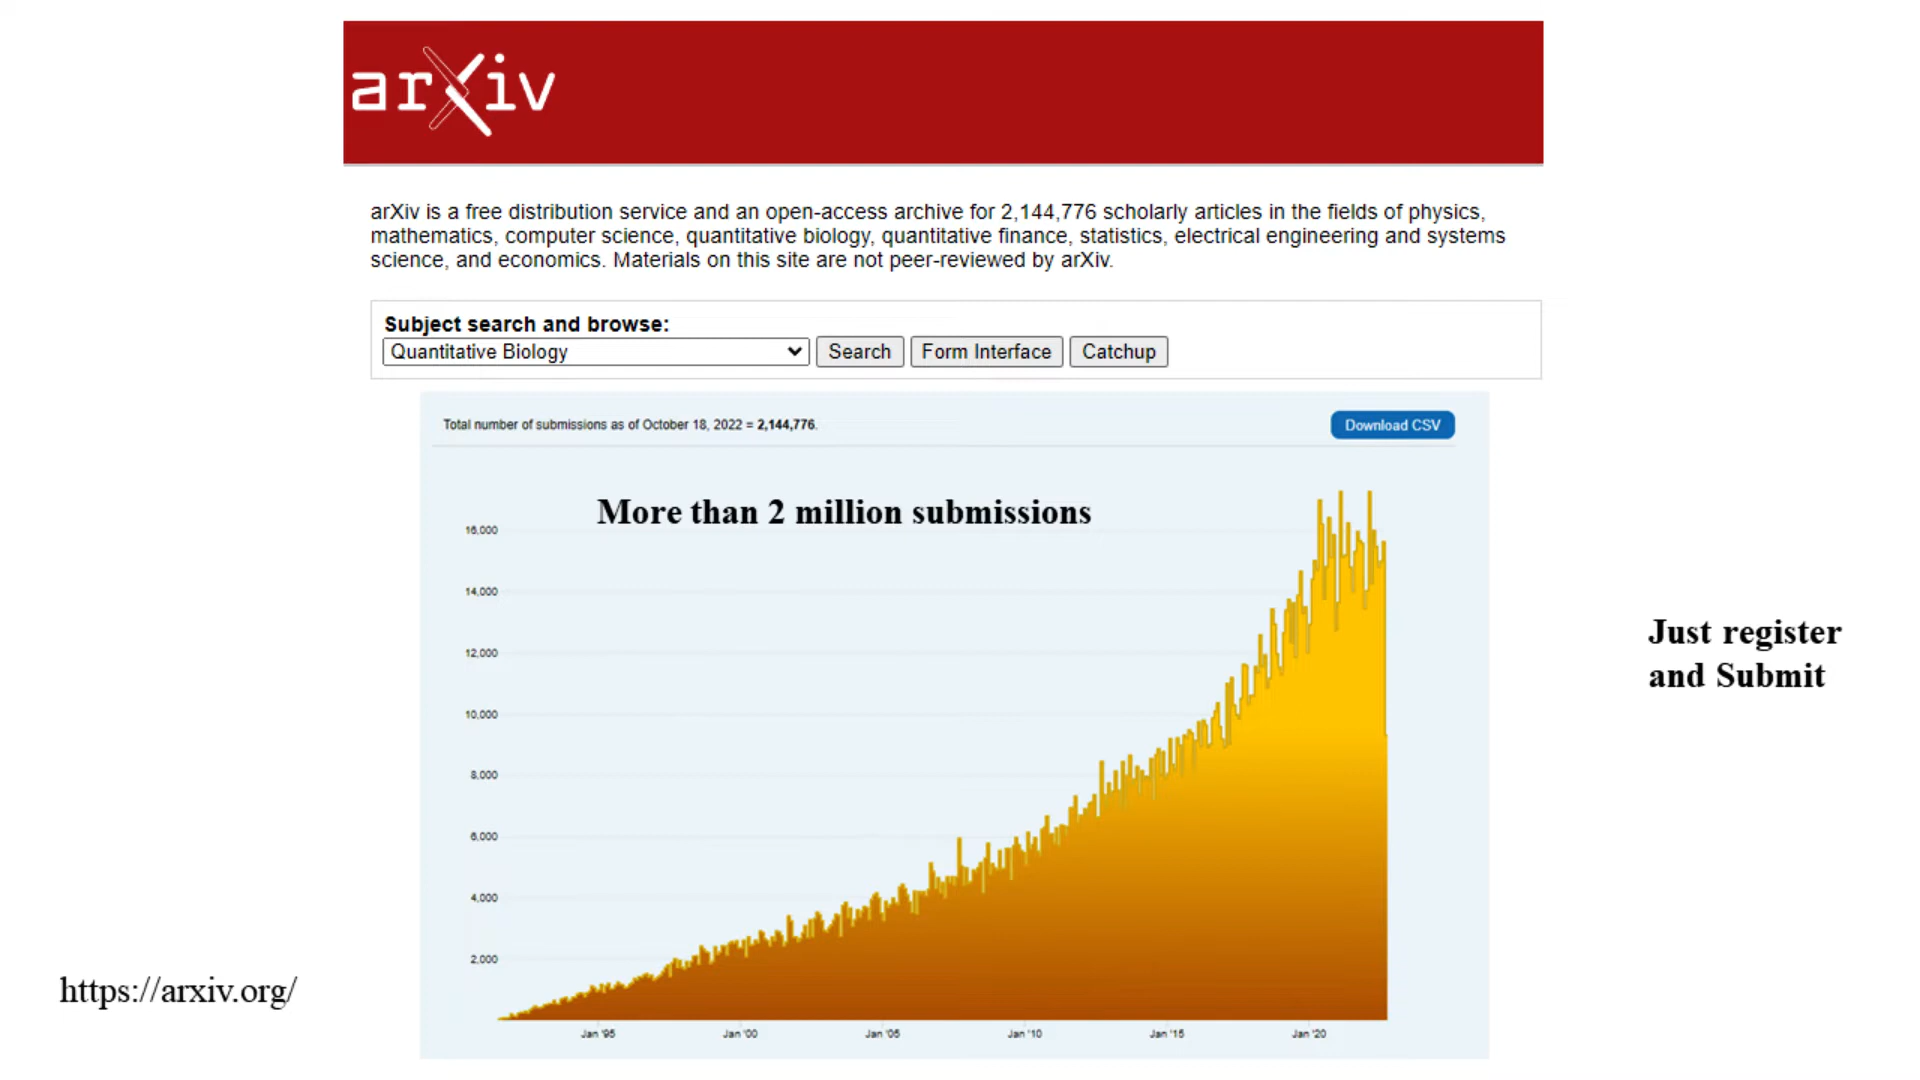 arXiv
arXiv is a free distribution service and an open-access archive for 2,144,776 scholarly articles in the fields of physics,
mathematics, computer science, quantitative biology, quantitative finance, statistics, electrical engineering and systems
science, and economics. Materials on this site are not peer-reviewed by arXiv.
Subject search and browse:
Quantitative Biology Search Form Interface Catchup
Total number of submissions as of October 18, 2022 = 2,144,776.
Download CSV
More than 2 million submissions
16,000
14,000
12,000
10,000
8,000
6,000
4,000
2,000
Jan '95 Jan '00 Jan '05 Jan '10 Jan '15 Jan '20
Just register
and Submit
https://arxiv.org/